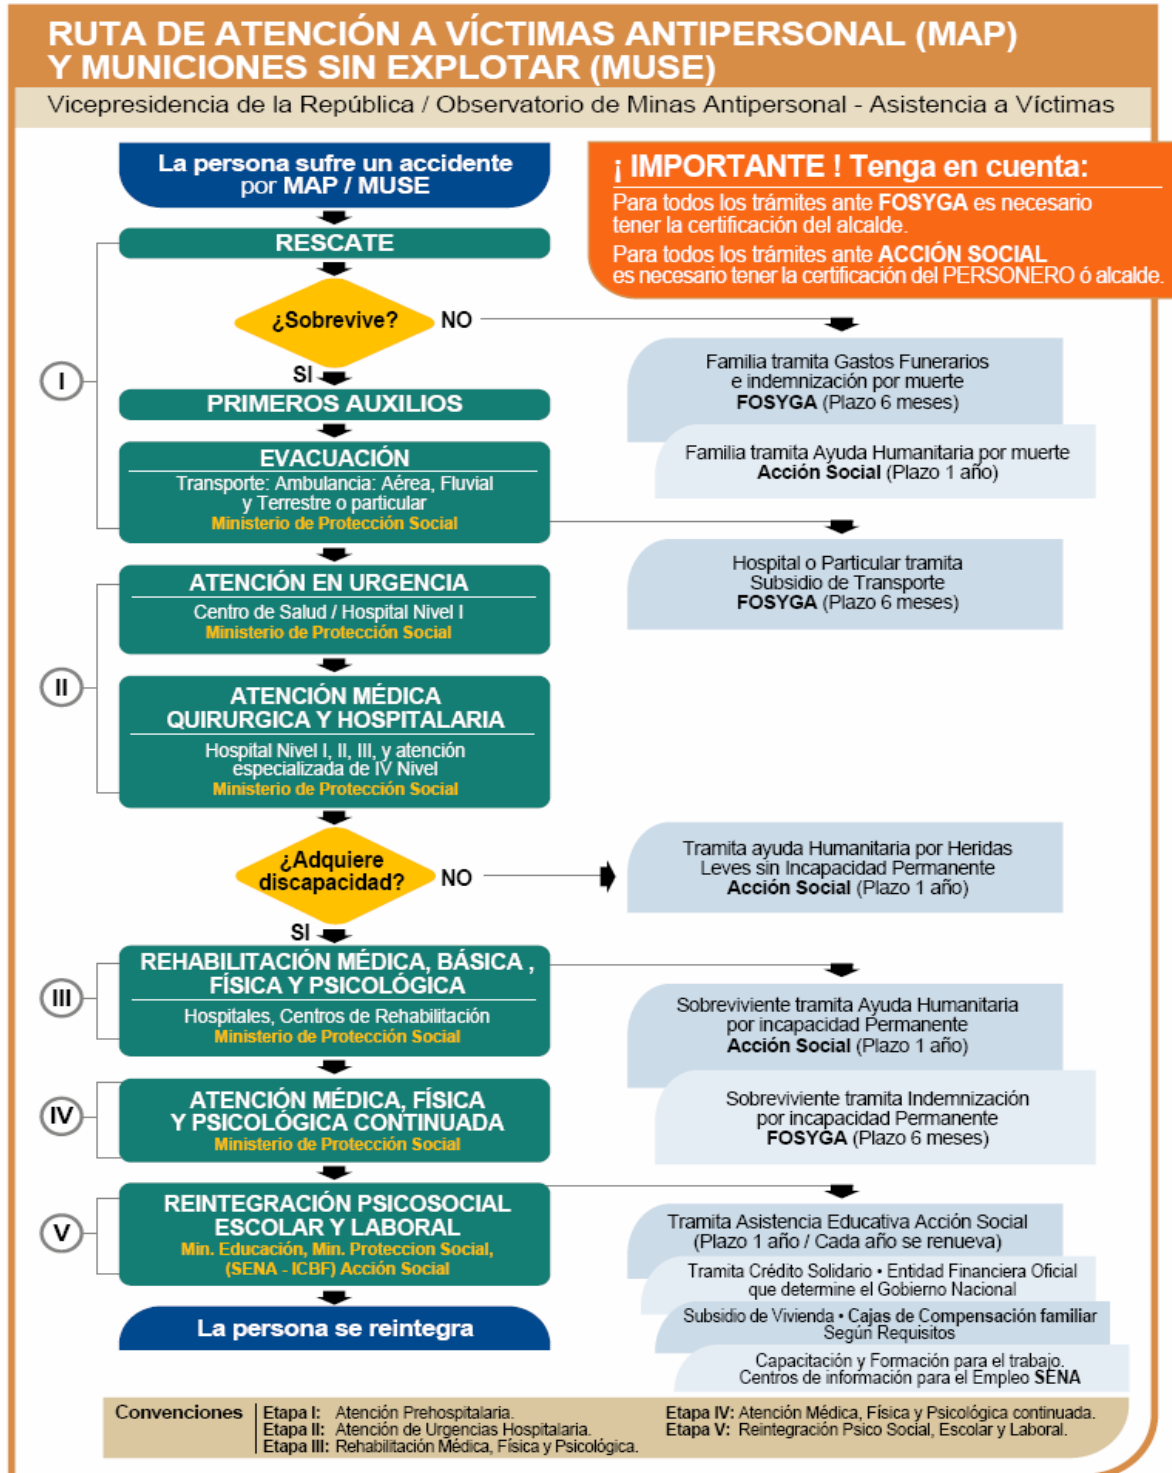 RUTA DE ATENCIÓN A VÍCTIMAS ANTIPERSONAL (MAP)
Y MUNICIONES SIN EXPLOTAR (MUSE)
Vicepresidencia de la República / Observatorio de Minas Antipersonal - Asistencia a Víctimas
La persona sufre un accidente
por MAP / MUSE
¡ IMPORTANTE ! Tenga en cuenta:
Para todos los trámites ante FOSYGA es necesario
tener la certificación del alcalde.
Para todos los trámites ante ACCIÓN SOCIAL
es necesario tener la certificación del PERSONERO ó alcalde.
I
RESCATE
¿Sobrevive?
NO
Familia tramita Gastos Funerarios
e indemnización por muerte
FOSYGA (Plazo 6 meses)
Familia tramita Ayuda Humanitaria por muerte
Acción Social (Plazo 1 año)
SI
PRIMEROS AUXILIOS
EVACUACIÓN
Transporte: Ambulancia: Aérea, Fluvial
y Terrestre o particular
Ministerio de Protección Social
Hospital o Particular tramita
Subsidio de Transporte
FOSYGA (Plazo 6 meses)
II
ATENCIÓN EN URGENCIA
Centro de Salud / Hospital Nivel I
Ministerio de Protección Social
ATENCIÓN MÉDICA
QUIRURGICA Y HOSPITALARIA
Hospital Nivel I, II, III, y atención
especializada de IV Nivel
Ministerio de Protección Social
¿Adquiere
discapacidad?
NO
Tramita ayuda Humanitaria por Heridas
Leves sin Incapacidad Permanente
Acción Social (Plazo 1 año)
SI
III
REHABILITACIÓN MÉDICA, BÁSICA ,
FÍSICA Y PSICOLÓGICA
Hospitales, Centros de Rehabilitación
Ministerio de Protección Social
Sobreviviente tramita Ayuda Humanitaria
por incapacidad Permanente
Acción Social (Plazo 1 año)
Sobreviviente tramita Indemnización
por incapacidad Permanente
FOSYGA (Plazo 6 meses)
IV
ATENCIÓN MÉDICA, FÍSICA
Y PSICOLÓGICA CONTINUADA
Ministerio de Protección Social
V
REINTEGRACIÓN PSICOSOCIAL
ESCOLAR Y LABORAL
Min. Educación, Min. Proteccion Social,
(SENA - ICBF) Acción Social
Tramita Asistencia Educativa Acción Social
(Plazo 1 año / Cada año se renueva)
Tramita Crédito Solidario • Entidad Financiera Oficial
que determine el Gobierno Nacional
Subsidio de Vivienda • Cajas de Compensación familiar
Según Requisitos
Capacitación y Formación para el trabajo.
Centros de información para el Empleo SENA
La persona se reintegra
Convenciones
Etapa I: Atención Prehospitalaria.
Etapa II: Atención de Urgencias Hospitalaria.
Etapa III: Rehabilitación Médica, Física y Psicológica.
Etapa IV: Atención Médica, Física y Psicológica continuada.
Etapa V: Reintegración Psico Social, Escolar y Laboral.